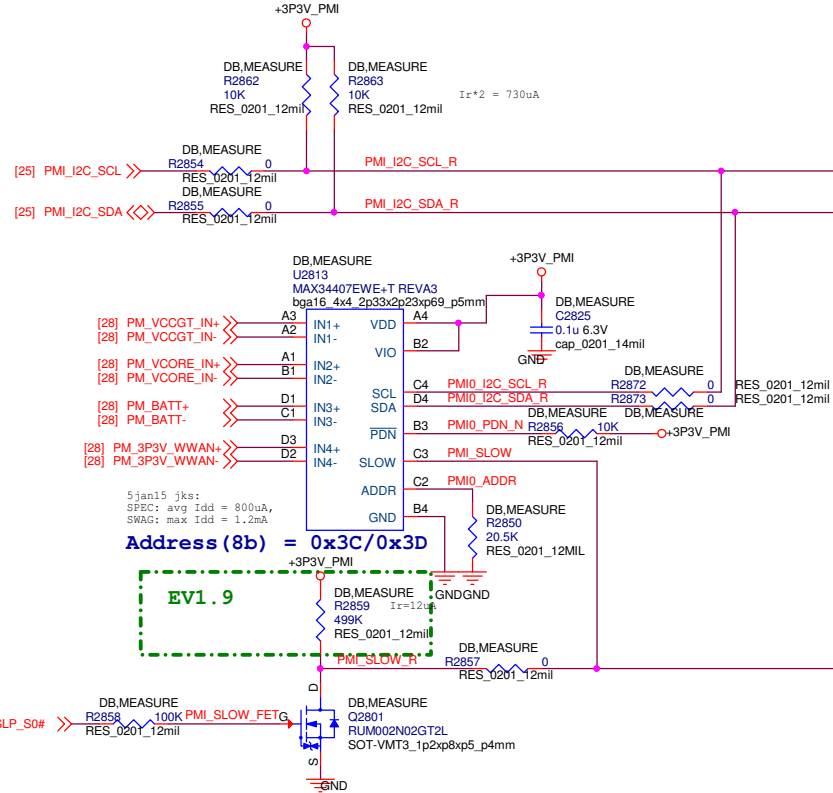 +3P3V_PMI
DB,MEASURE
R2862
10K
RES_0201_12mil
DB,MEASURE
R2863
10K
RES_0201_12mil
Ir*2 = 730uA
DB,MEASURE
[25] PMI_I2C_SCL
R2854 0
RES_0201_12mil
PMI_I2C_SCL_R
DB,MEASURE
[25] PMI_I2C_SDA
R2855 0
RES_0201_12mil
PMI_I2C_SDA_R
DB,MEASURE
U2813
MAX34407EWE+T REVA3
bga16_4x4_2p33x2p23xp69_p5mm
+3P3V_PMI
DB,MEASURE
C2825
0.1u 6.3V
cap_0201_14mil
GND
[28] PM_VCCGT_IN+ A3 IN1+
[28] PM_VCCGT_IN- A2 IN1-
[28] PM_VCORE_IN+ A1 IN2+
[28] PM_VCORE_IN- B1 IN2-
[28] PM_BATT+ D1 IN3+
[28] PM_BATT- C1 IN3-
[28] PM_3P3V_WWAN+ D3 IN4+
[28] PM_3P3V_WWAN- D2 IN4-
VDD A4
VIO B2
DB,MEASURE
SCL C4 PMI0_I2C_SCL_R R2872 0 RES_0201_12mil
SDA D4 PMI0_I2C_SDA_R R2873 0 RES_0201_12mil
DB,MEASURE DB,MEASURE
PDN B3 PMI0_PDN_N R2856 10K +3P3V_PMI
RES_0201_12mil
SLOW C3 PMI_SLOW
ADDR C2 PMI0_ADDR
GND B4
DB,MEASURE
R2850
20.5K
RES_0201_12MIL
GND GND
5jan15 jks:
SPEC: avg Idd = 800uA,
SWAG: max Idd = 1.2mA
Address(8b) = 0x3C/0x3D
+3P3V_PMI
EV1.9
DB,MEASURE
R2859 Ir=12uA
499K
RES_0201_12mil
PMI_SLOW_R
DB,MEASURE
R2857 0
RES_0201_12mil
D
DB,MEASURE
SLP_S0# R2858 100K PMI_SLOW_FET G
RES_0201_12mil
DB,MEASURE
Q2801
RUM002N02GT2L
SOT-VMT3_1p2xp8xp5_p4mm
S
GND